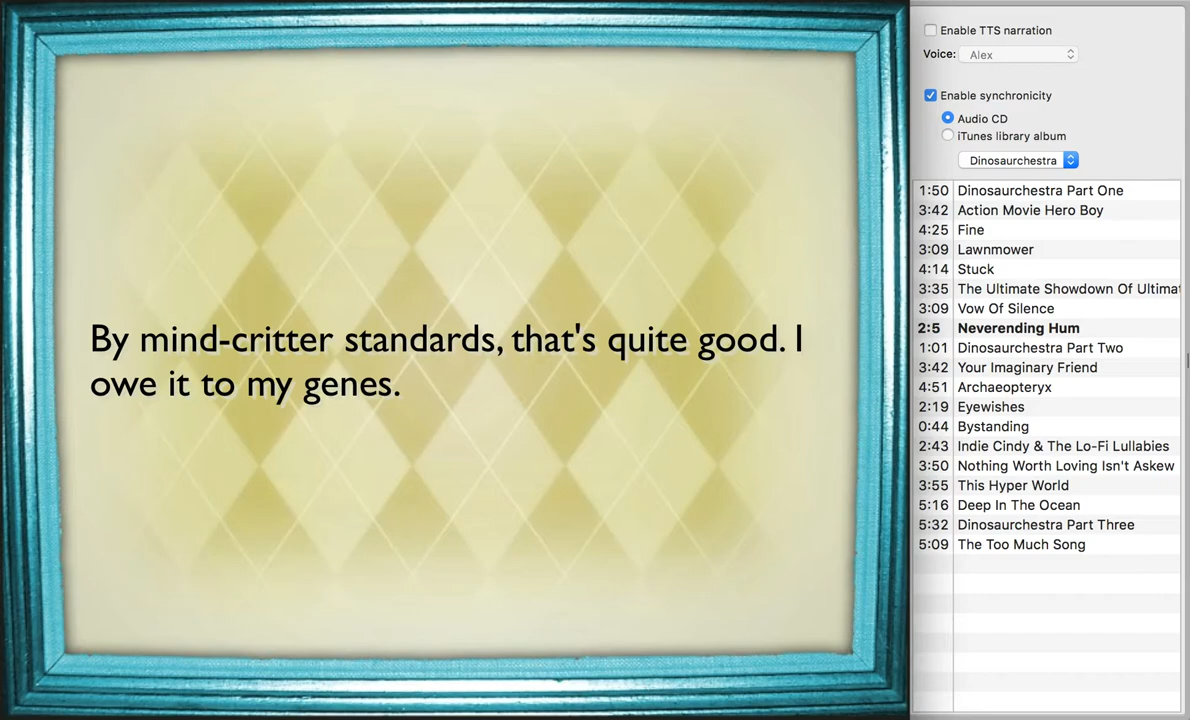 By mind-critter standards, that's quite good. I
owe it to my genes.
Enable TTS narration
Voice: Alex
Enable synchronicity
Audio CD
iTunes library album
Dinosaurchestra
1:50 Dinosaurchestra Part One
3:42 Action Movie Hero Boy
4:25 Fine
3:09 Lawnmower
4:14 Stuck
3:35 The Ultimate Showdown Of Ultimat
3:09 Vow Of Silence
2:5 Neverending Hum
1:01 Dinosaurchestra Part Two
3:42 Your Imaginary Friend
4:51 Archaeopteryx
2:19 Eyewishes
0:44 Bystanding
2:43 Indie Cindy & The Lo-Fi Lullabies
3:50 Nothing Worth Loving Isn't Askew
3:55 This Hyper World
5:16 Deep In The Ocean
5:32 Dinosaurchestra Part Three
5:09 The Too Much Song